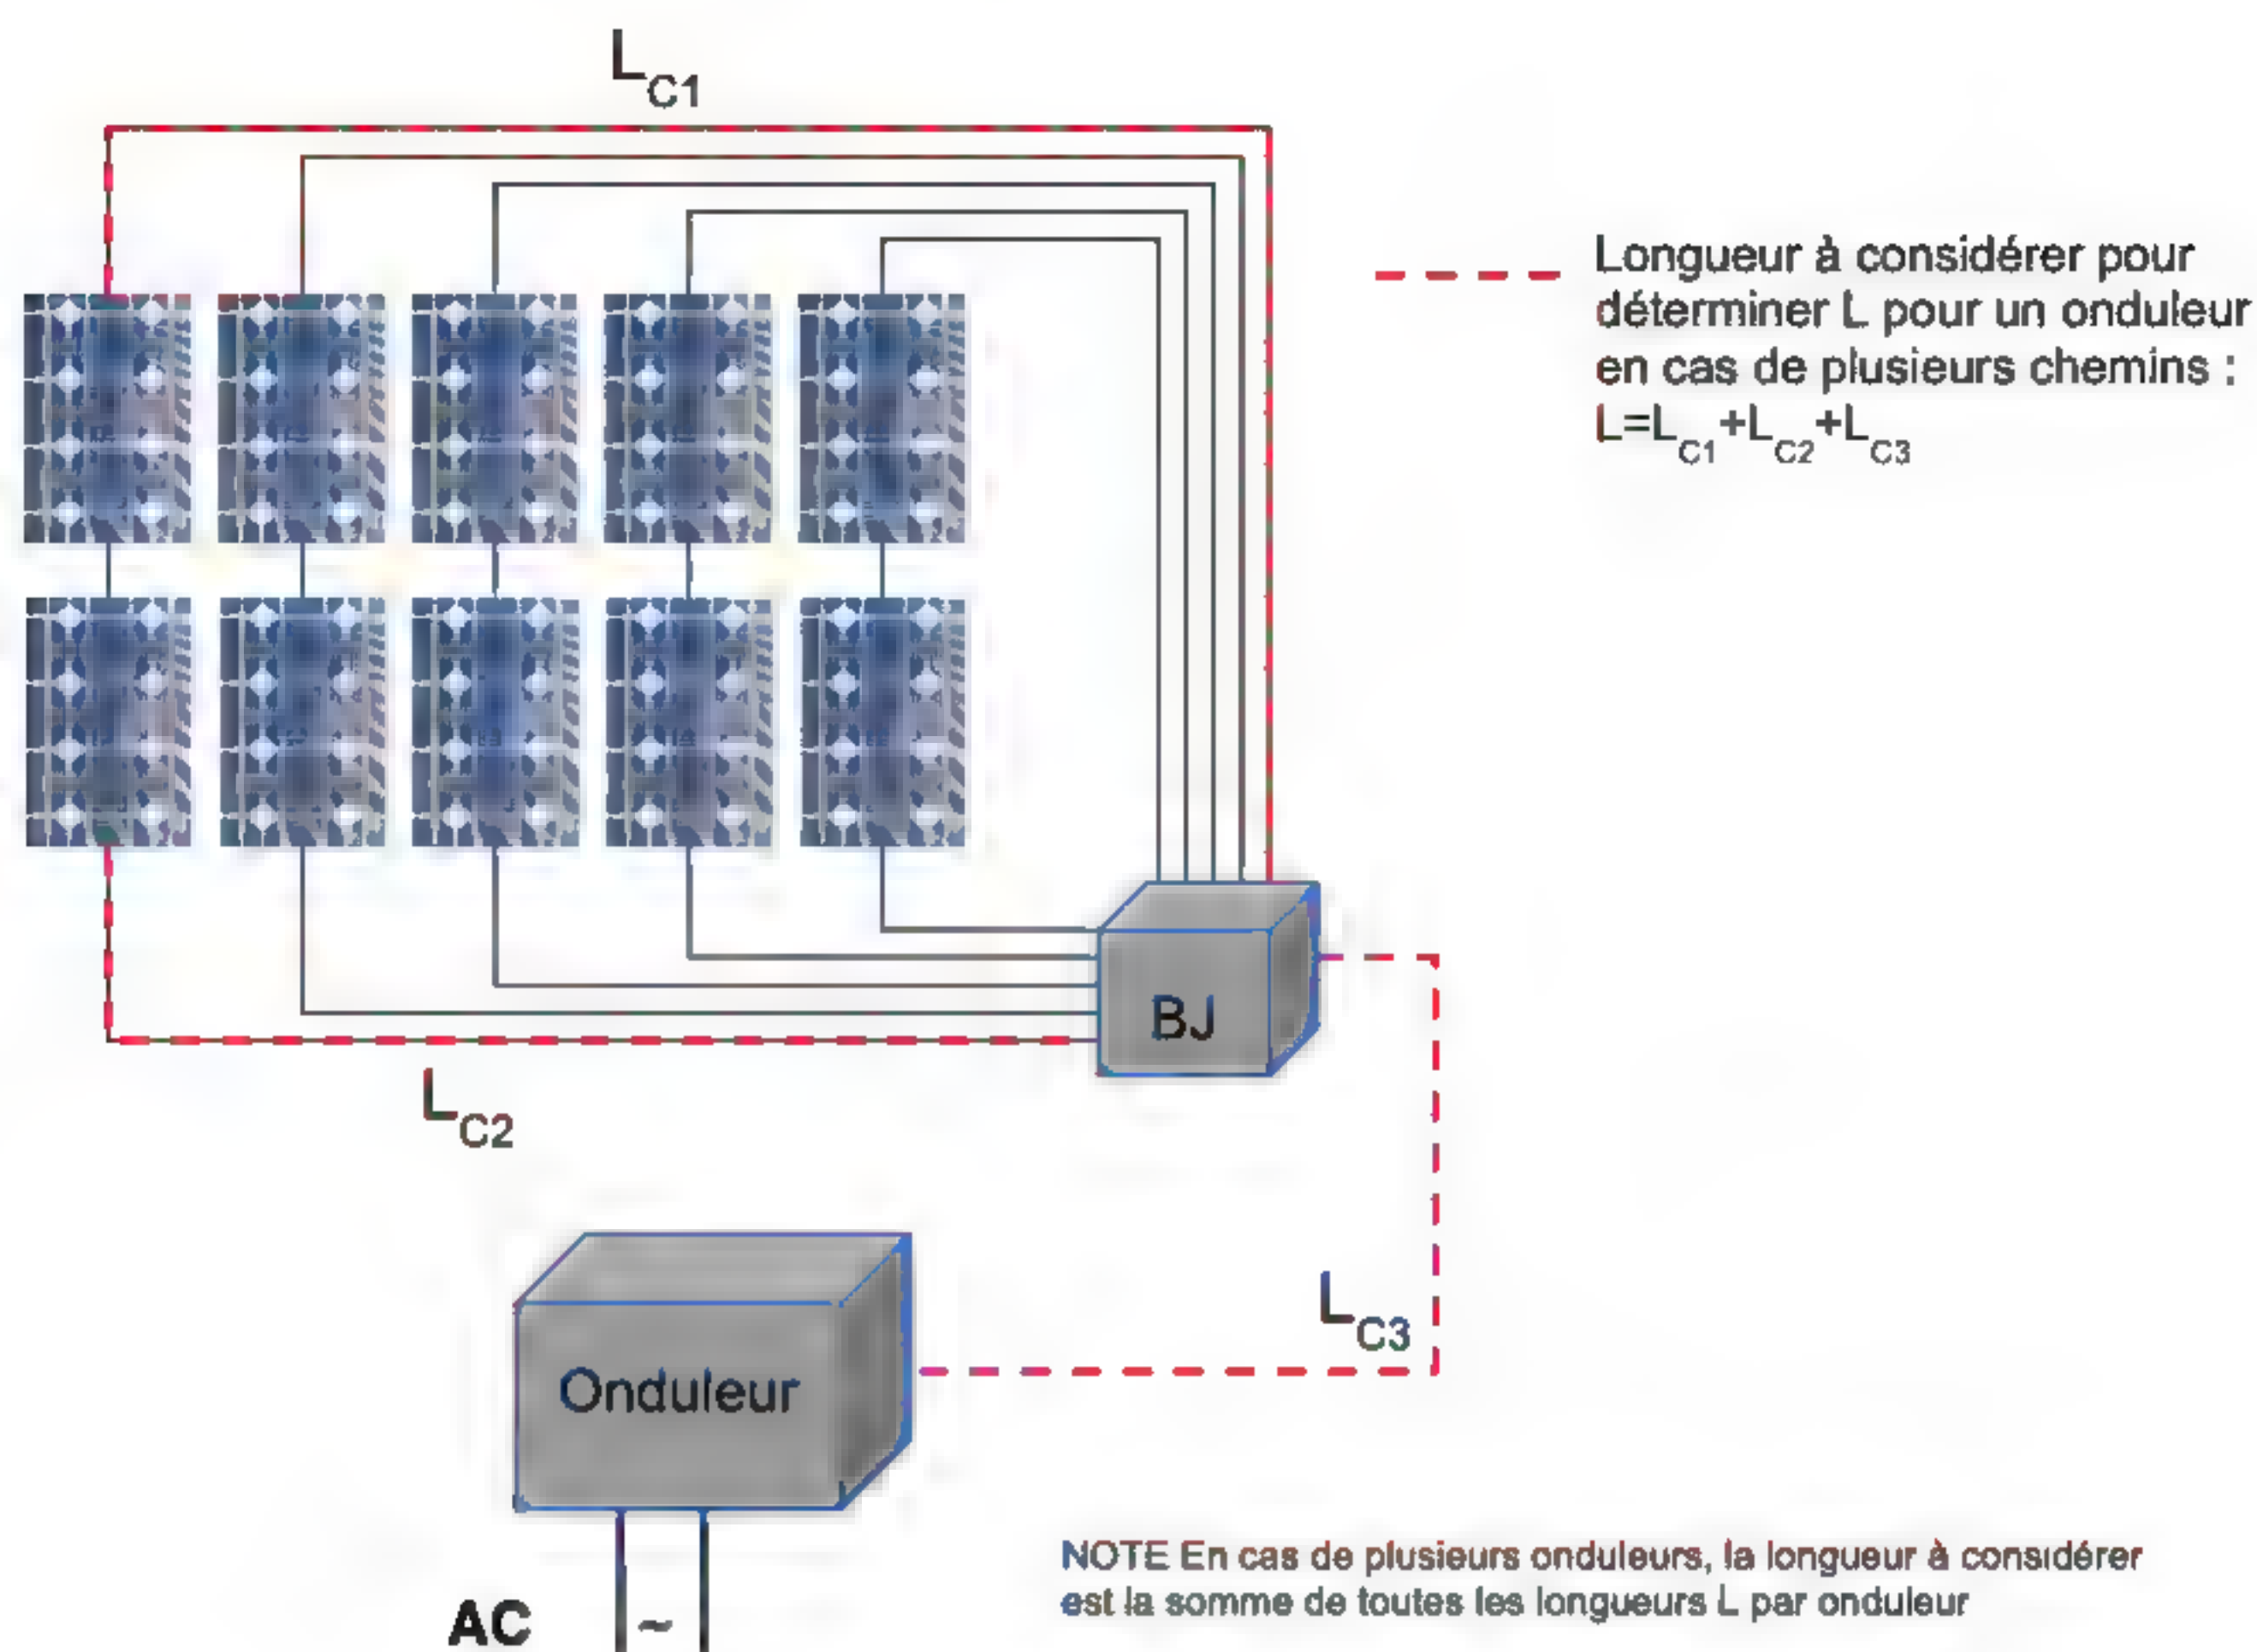 LC1
Longueur à considérer pour
déterminer L pour un onduleur
en cas de plusieurs chemins :
L=LC1+LC2+LC3
BJ
LC2
LC3
Onduleur
NOTE En cas de plusieurs onduleurs, la longueur à considérer
est la somme de toutes les longueurs L par onduleur
AC ~